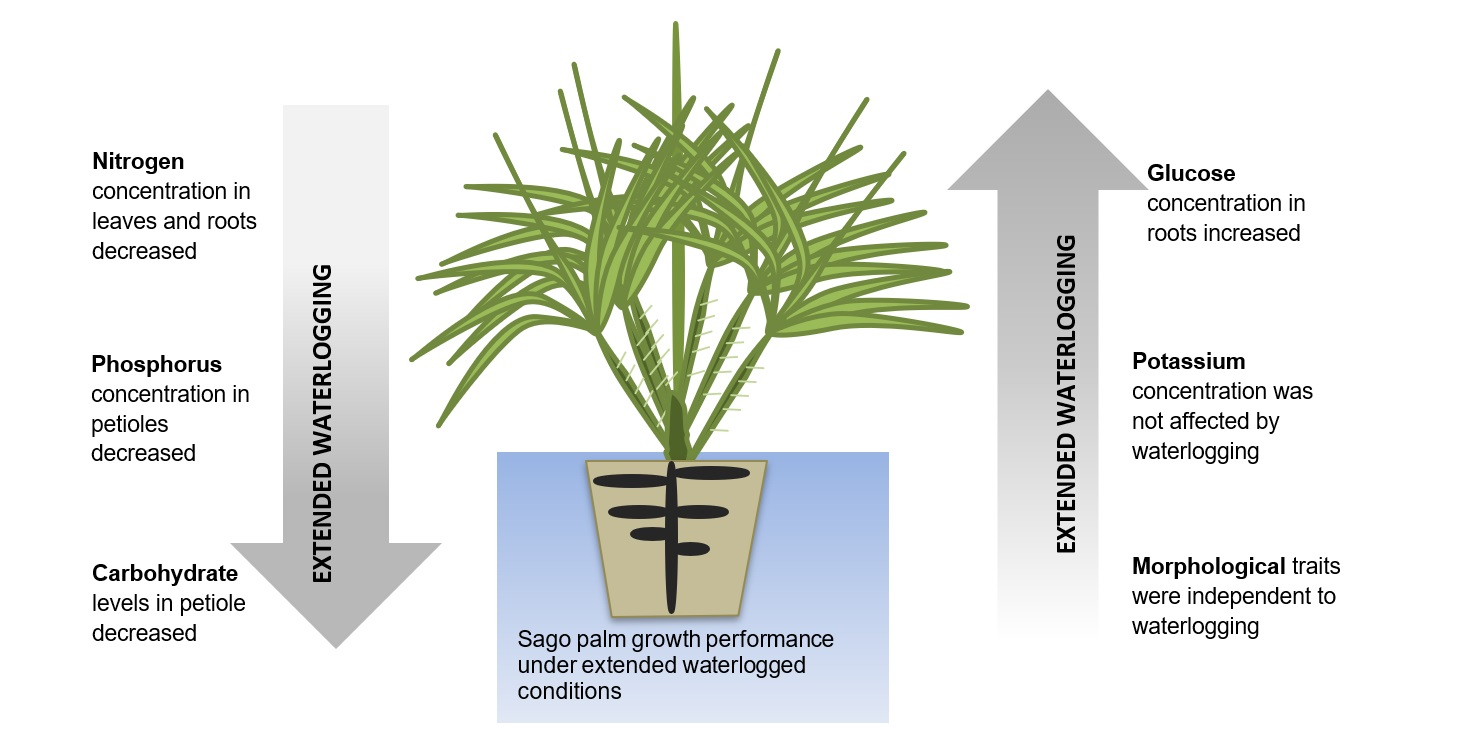 Nitrogen
concentration in
leaves and roots
decreased
Phosphorus
concentration in
petioles
decreased
Carbohydrate
levels in petiole
decreased
EXTENDED WATERLOGGING
Sago palm growth performance
under extended waterlogged
conditions
EXTENDED WATERLOGGING
Glucose
concentration in
roots increased
Potassium
concentration was
not affected by
waterlogging
Morphological traits
were independent to
waterlogging